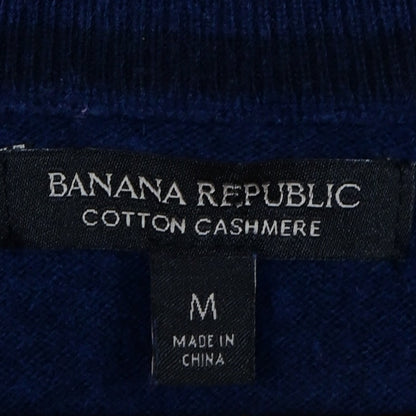 BANANA REPUBLIC
COTTON CASHMERE
M
MADE IN
CHINA